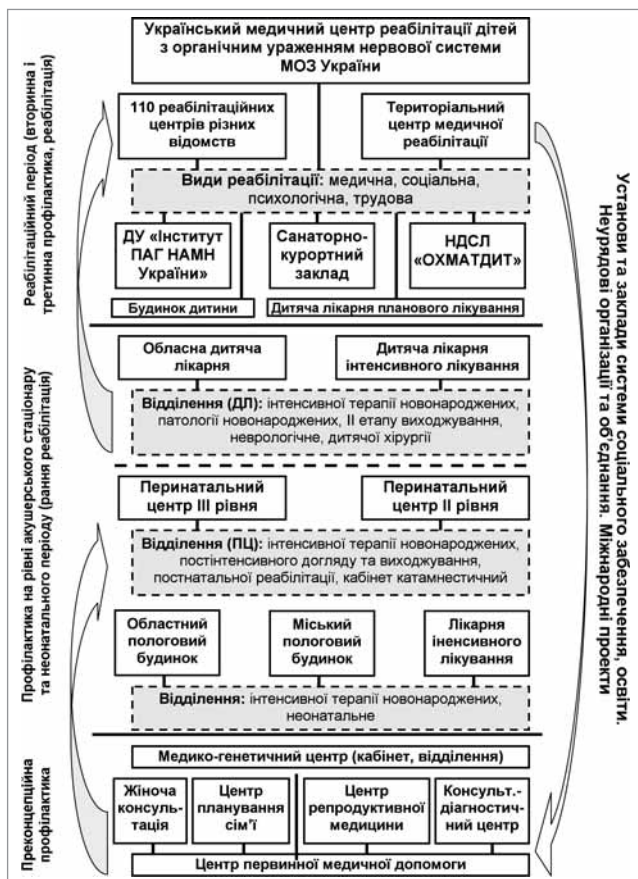 Український медичний центр реабілітації дітей
з органічним ураженням нервової системи
МОЗ України
110 реабілітаційних
центрів різних
відомств
Територіальний
центр медичної
реабілітації
Види реабілітації: медична, соціальна,
психологічна, трудова
ДУ «Інститут
ПАГ НАМН
України»
Санаторно-
курортний
заклад
НДСЛ
«ОХМАТДИТ»
Будинок дитини
Дитяча лікарня планового лікування
Обласна дитяча
лікарня
Дитяча лікарня
інтенсивного лікування
Відділення (ДЛ): інтенсивної терапії новонароджених,
патології новонароджених, ІІ етапу виходжування,
неврологічне, дитячої хірургії
Перинатальний
центр ІІІ рівня
Перинатальний
центр ІІ рівня
Відділення (ПЦ): інтенсивної терапії новонароджених,
постінтенсивного догляду та виходжування,
постнатальної реабілітації, кабінет катамнестичний
Областний
пологовий
будинок
Міський
пологовий
будинок
Лікарня
іненсивного
лікування
Відділення: інтенсивної терапії новонароджених,
неонатальне
Медико-генетичний центр (кабінет, відділення)
Жіноча
консуль-
тація
Центр
планування
сім’ї
Центр
репродуктивної
медицини
Консульт.-
діагностич-
ний центр
Центр первинної медичної допомоги
Реабілітаційний період (вторинна і
третинна профілактика, реабілітація)
Профілактика на рівні акушерського стаціонару
та неонатального періоду (рання реабілітація)
Преконцепційна
профілактика
Установи та заклади системи соціального забезпечення, освіти.
Неурядові організації та об’єднання. Міжнародні проекти